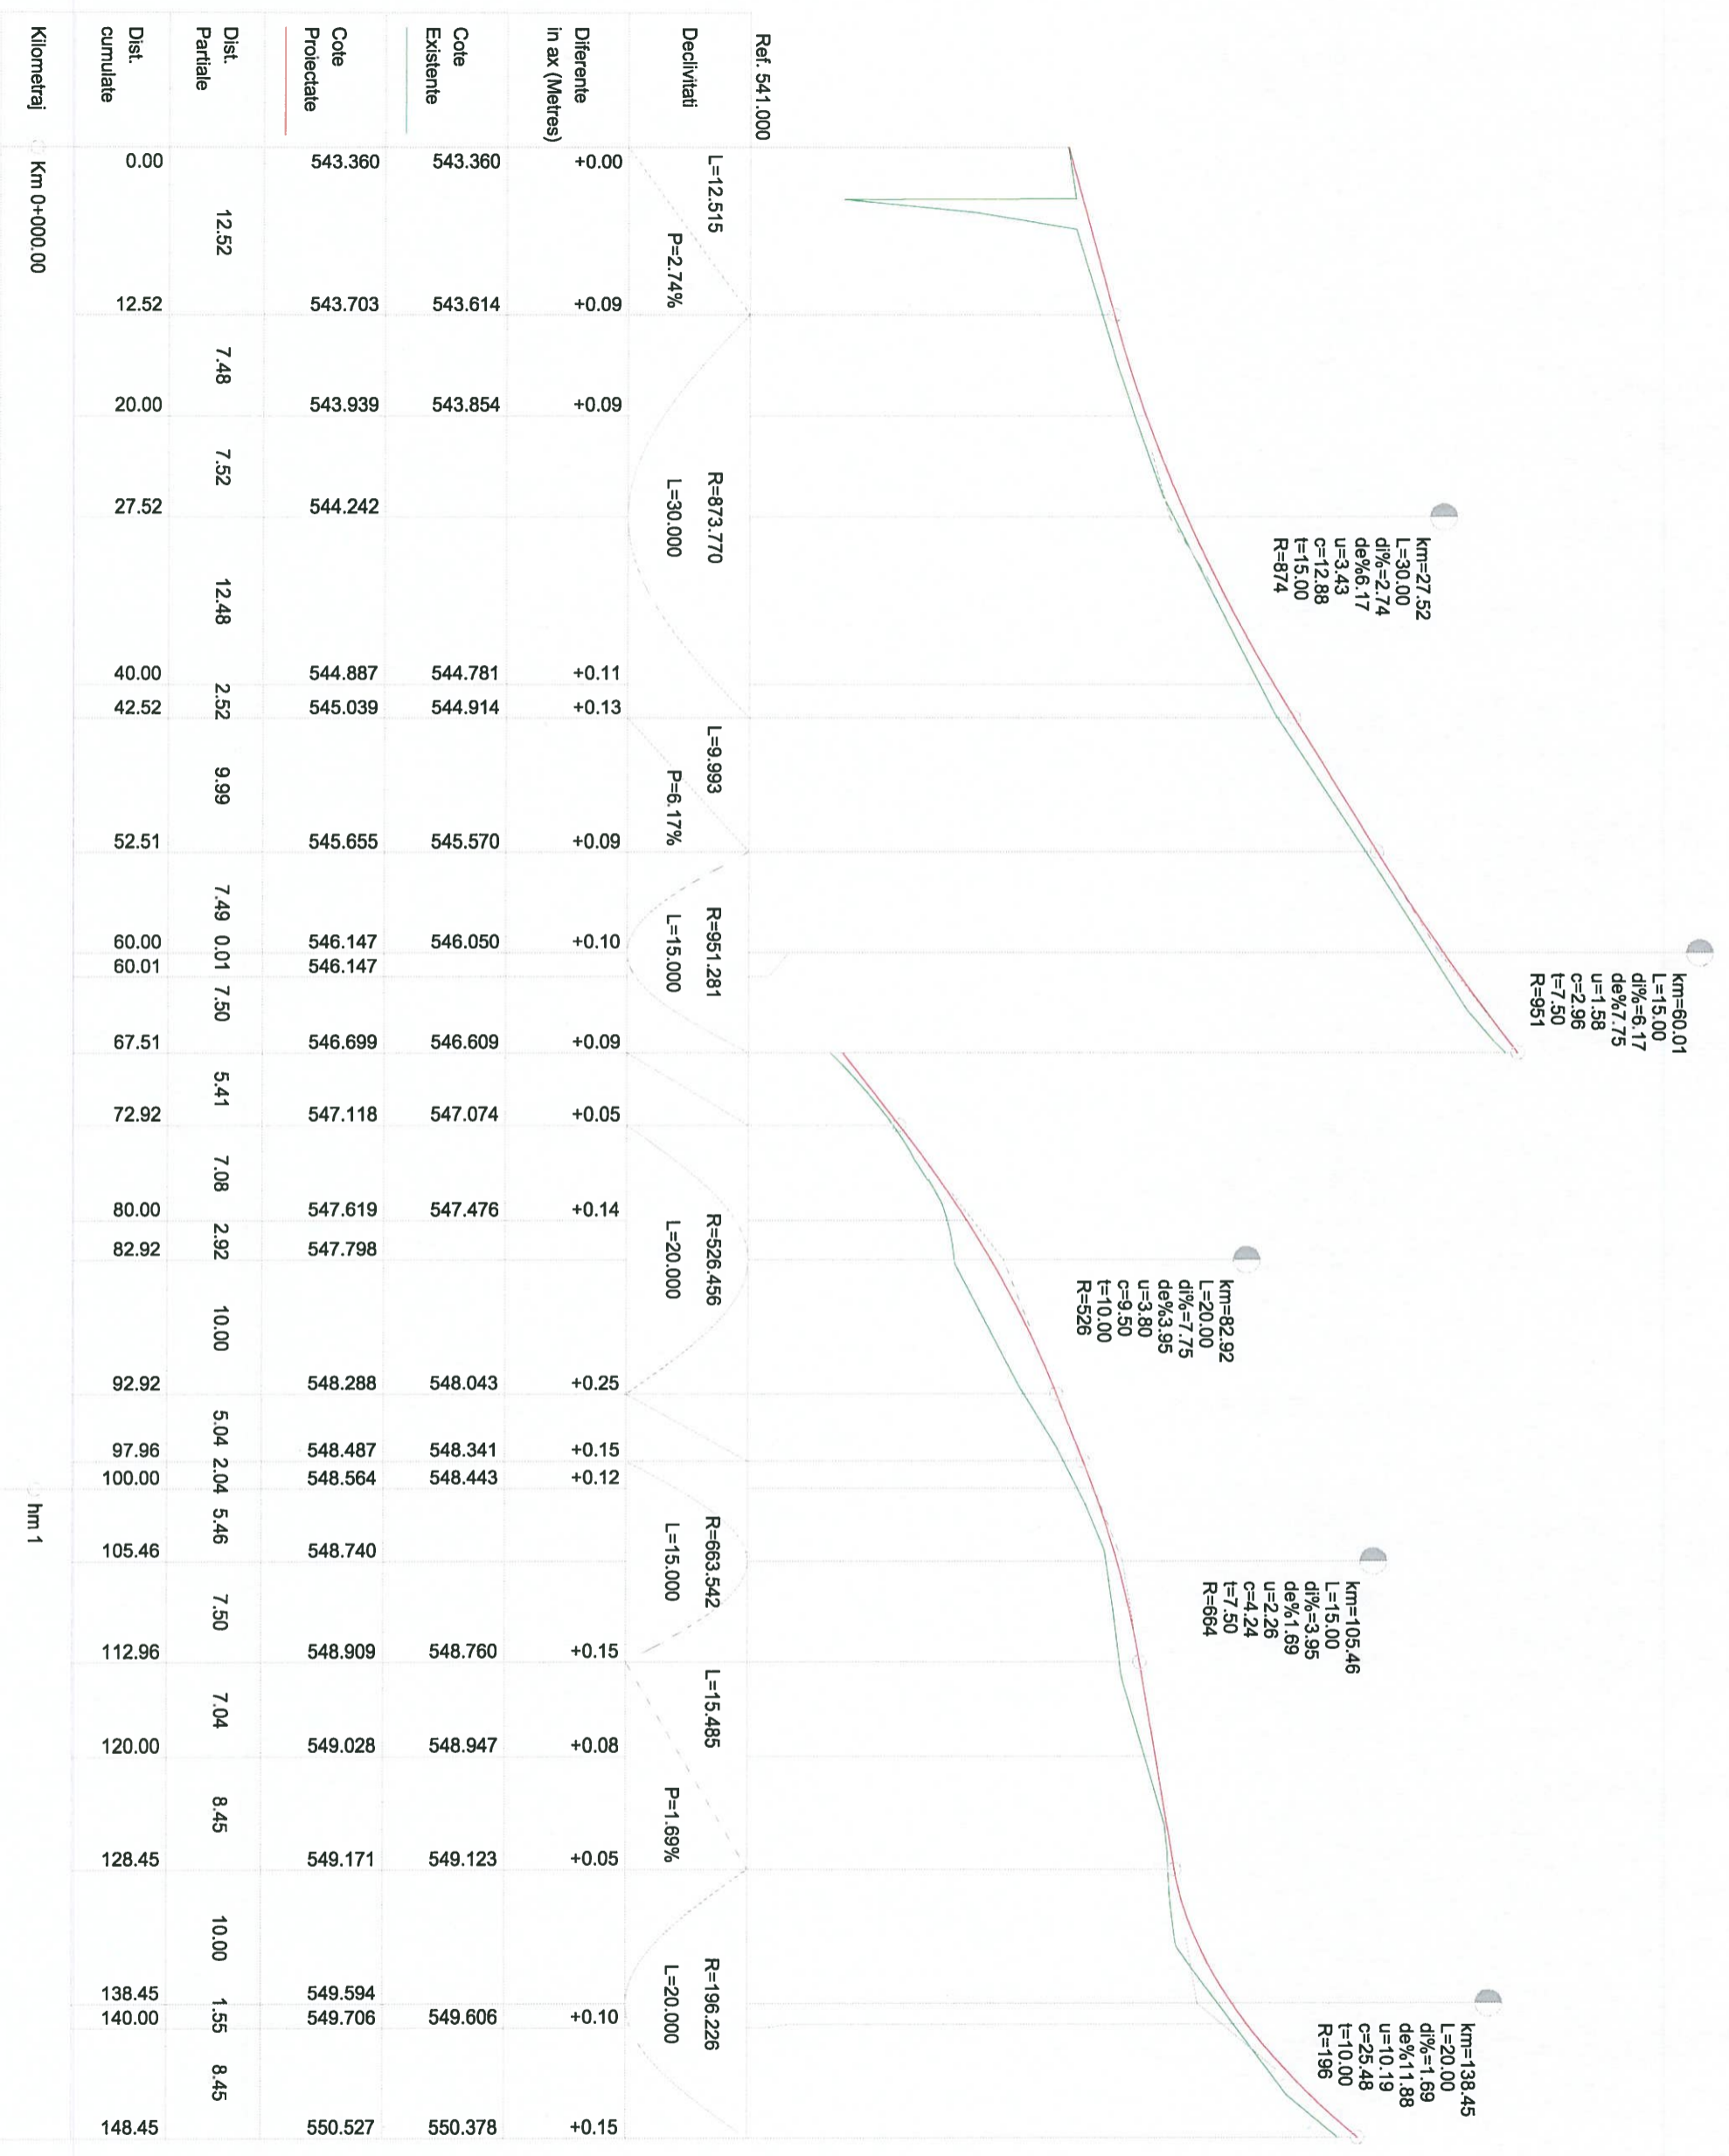 km=27.52
L=30.00
di%=2.74
de%6.17
u=3.43
c=12.88
t=15.00
R=874
km=60.01
L=15.00
di%=6.17
de%7.75
u=1.58
c=2.96
t=7.50
R=951
km=82.92
L=20.00
di%=7.75
de%3.95
u=3.80
c=9.50
t=10.00
R=526
km=105.46
L=15.00
di%=3.95
de%1.69
u=2.26
c=4.24
t=7.50
R=664
km=138.45
L=20.00
di%=1.69
de%11.88
u=10.19
c=25.48
t=10.00
R=196
Ref. 541.000
Declivitati
L=12.515
P=2.74%
R=873.770
L=30.000
L=9.993
P=6.17%
R=951.281
L=15.000
R=526.456
L=20.000
R=663.542
L=15.000
L=15.485
P=1.69%
R=196.226
L=20.000
Diferente
in ax (Metres)
+0.00 +0.09 +0.09 +0.11 +0.13 +0.09 +0.10 +0.09 +0.05 +0.14 +0.25 +0.15 +0.12 +0.15 +0.08 +0.05 +0.10 +0.15
Cote
Existente
543.360 543.614 543.854 544.781 544.914 545.570 546.050 546.609 547.074 547.476 548.043 548.341 548.443 548.760 548.947 549.123 549.606 550.378
Cote
Proiectate
543.360 543.703 543.939 544.242 544.887 545.039 545.655 546.147 546.147 546.699 547.118 547.619 547.798 548.288 548.487 548.564 548.740 548.909 549.028 549.171 549.594 549.706 550.527
Dist.
Partiale
12.52 7.48 7.52 12.48 2.52 9.99 7.49 0.01 7.50 5.41 7.08 2.92 10.00 5.04 2.04 5.46 7.50 7.04 8.45 10.00 1.55 8.45
Dist.
cumulate
0.00 12.52 20.00 27.52 40.00 42.52 52.51 60.00 60.01 67.51 72.92 80.00 82.92 92.92 97.96 100.00 105.46 112.96 120.00 128.45 138.45 140.00 148.45
Kilometraj
Km 0+000.00
hm 1